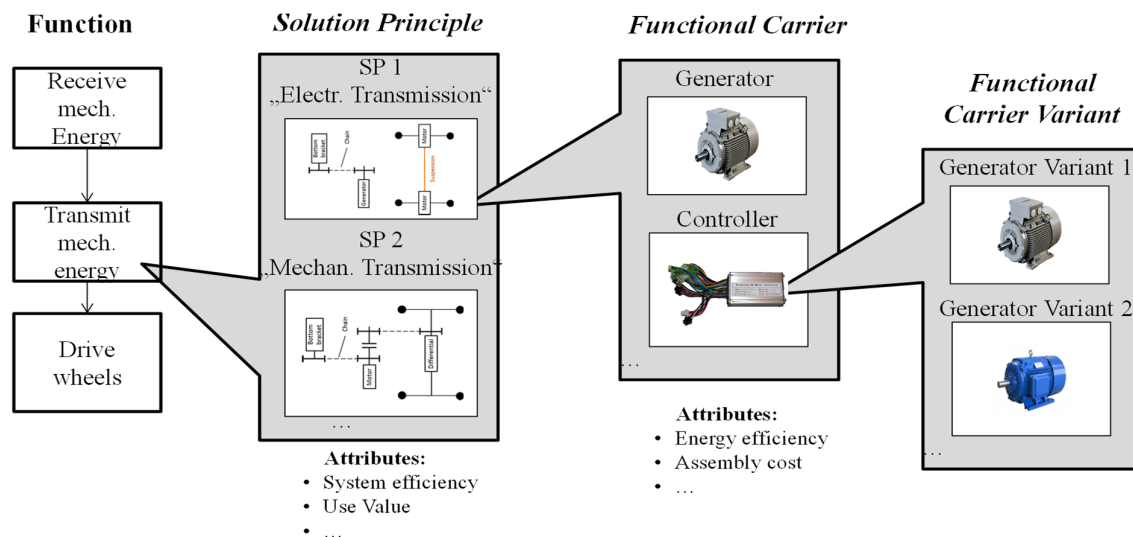 Function
Receive
mech.
Energy
Transmit
mech.
energy
Drive
wheels
Solution Principle
SP 1
„Electr. Transmission“
Bottom
bracket
Chain
Generator
Motor
Suspension
Motor
SP 2
„Mechan. Transmission“
Bottom
bracket
Chain
Motor
Differential
…
Attributes:
• System efficiency
• Use Value
• …
Functional Carrier
Generator
Controller
…
Attributes:
• Energy efficiency
• Assembly cost
• …
Functional
Carrier Variant
Generator Variant 1
Generator Variant 2
…